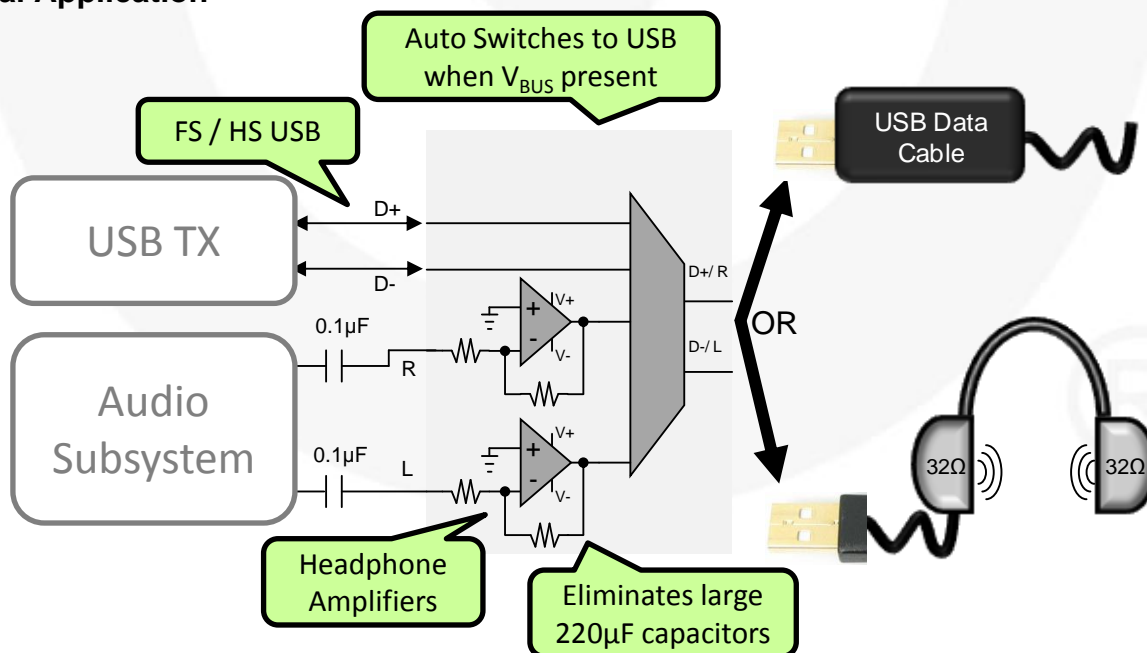 al Application
Auto Switches to USB
when VBUS present
FS / HS USB
USB Data
Cable
USB TX
D+
D-
D+/ R
D-/ L
OR
0.1µF
R
+
-
V+
V-
Audio
Subsystem
0.1µF
L
+
-
V+
V-
32Ω
32Ω
Headphone
Amplifiers
Eliminates large
220µF capacitors